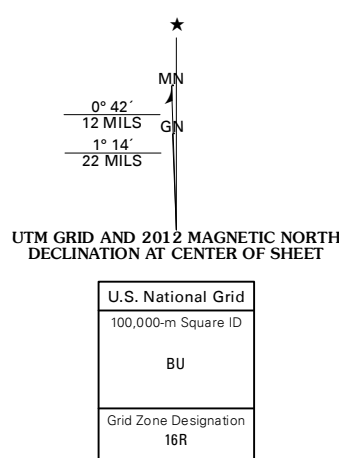 ★
MN
0° 42´
12 MILS
GN
1° 14´
22 MILS
UTM GRID AND 2012 MAGNETIC NORTH
DECLINATION AT CENTER OF SHEET
U.S. National Grid
100,000-m Square ID
BU
Grid Zone Designation
16R